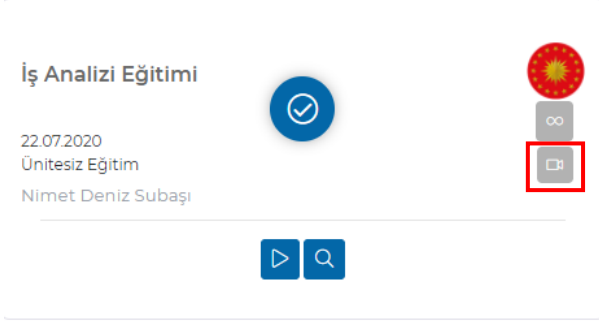 İş Analizi Eğitimi
22.07.2020
Ünitesiz Eğitim
Nimet Deniz Subaşı